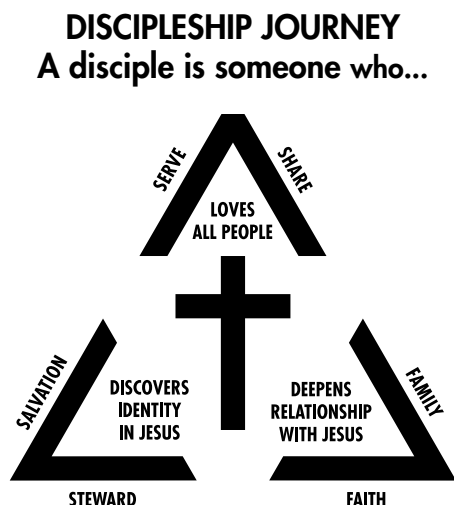 DISCIPLESHIP JOURNEY
A disciple is someone who...
SERVE
SHARE
LOVES
ALL PEOPLE
SALVATION
DISCOVERS
IDENTITY
IN JESUS
DEEPENS
RELATIONSHIP
WITH JESUS
FAMILY
STEWARD
FAITH